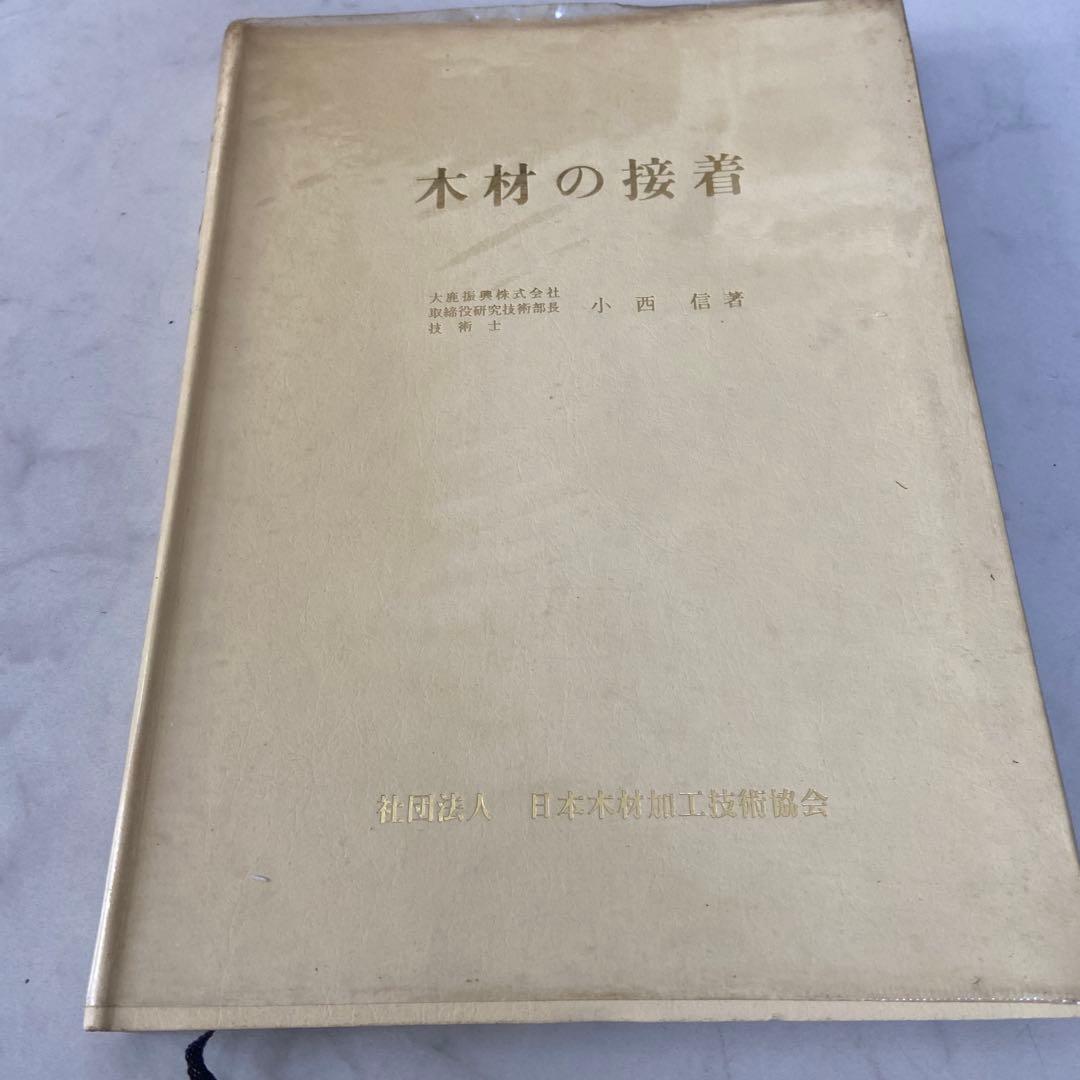 木材の接着
大鹿振興株式会社
取締役研究技術部長
技術士
小西 信著
社団法人 日本木材加工技術協会